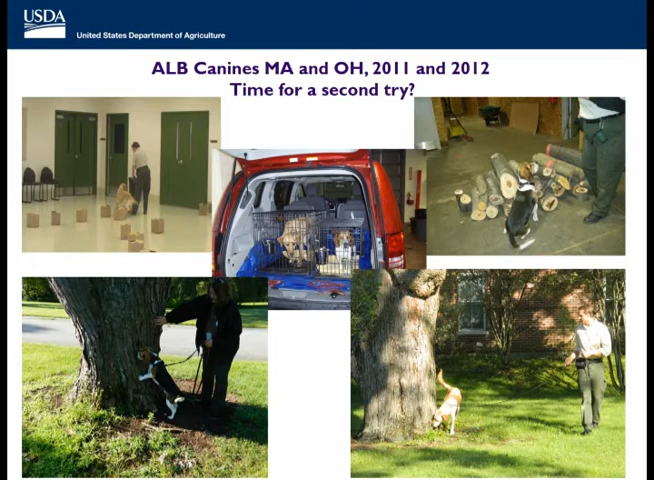 USDA
United States Department of Agriculture
ALB Canines MA and OH, 2011 and 2012
Time for a second try?